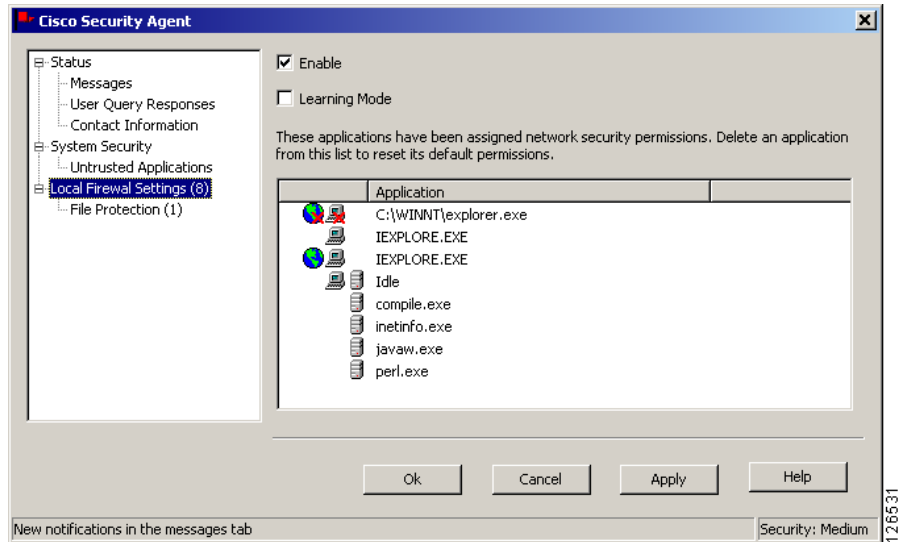 Cisco Security Agent
Status
Messages
User Query Responses
Contact Information
System Security
Untrusted Applications
Local Firewal Settings (8)
File Protection (1)
Enable
Learning Mode
These applications have been assigned network security permissions. Delete an application
from this list to reset its default permissions.
Application
C:\WINNT\explorer.exe
IEXPLORE.EXE
IEXPLORE.EXE
Idle
compile.exe
inetinfo.exe
javaw.exe
perl.exe
Ok Cancel Apply Help
New notifications in the messages tab
Security: Medium
126531